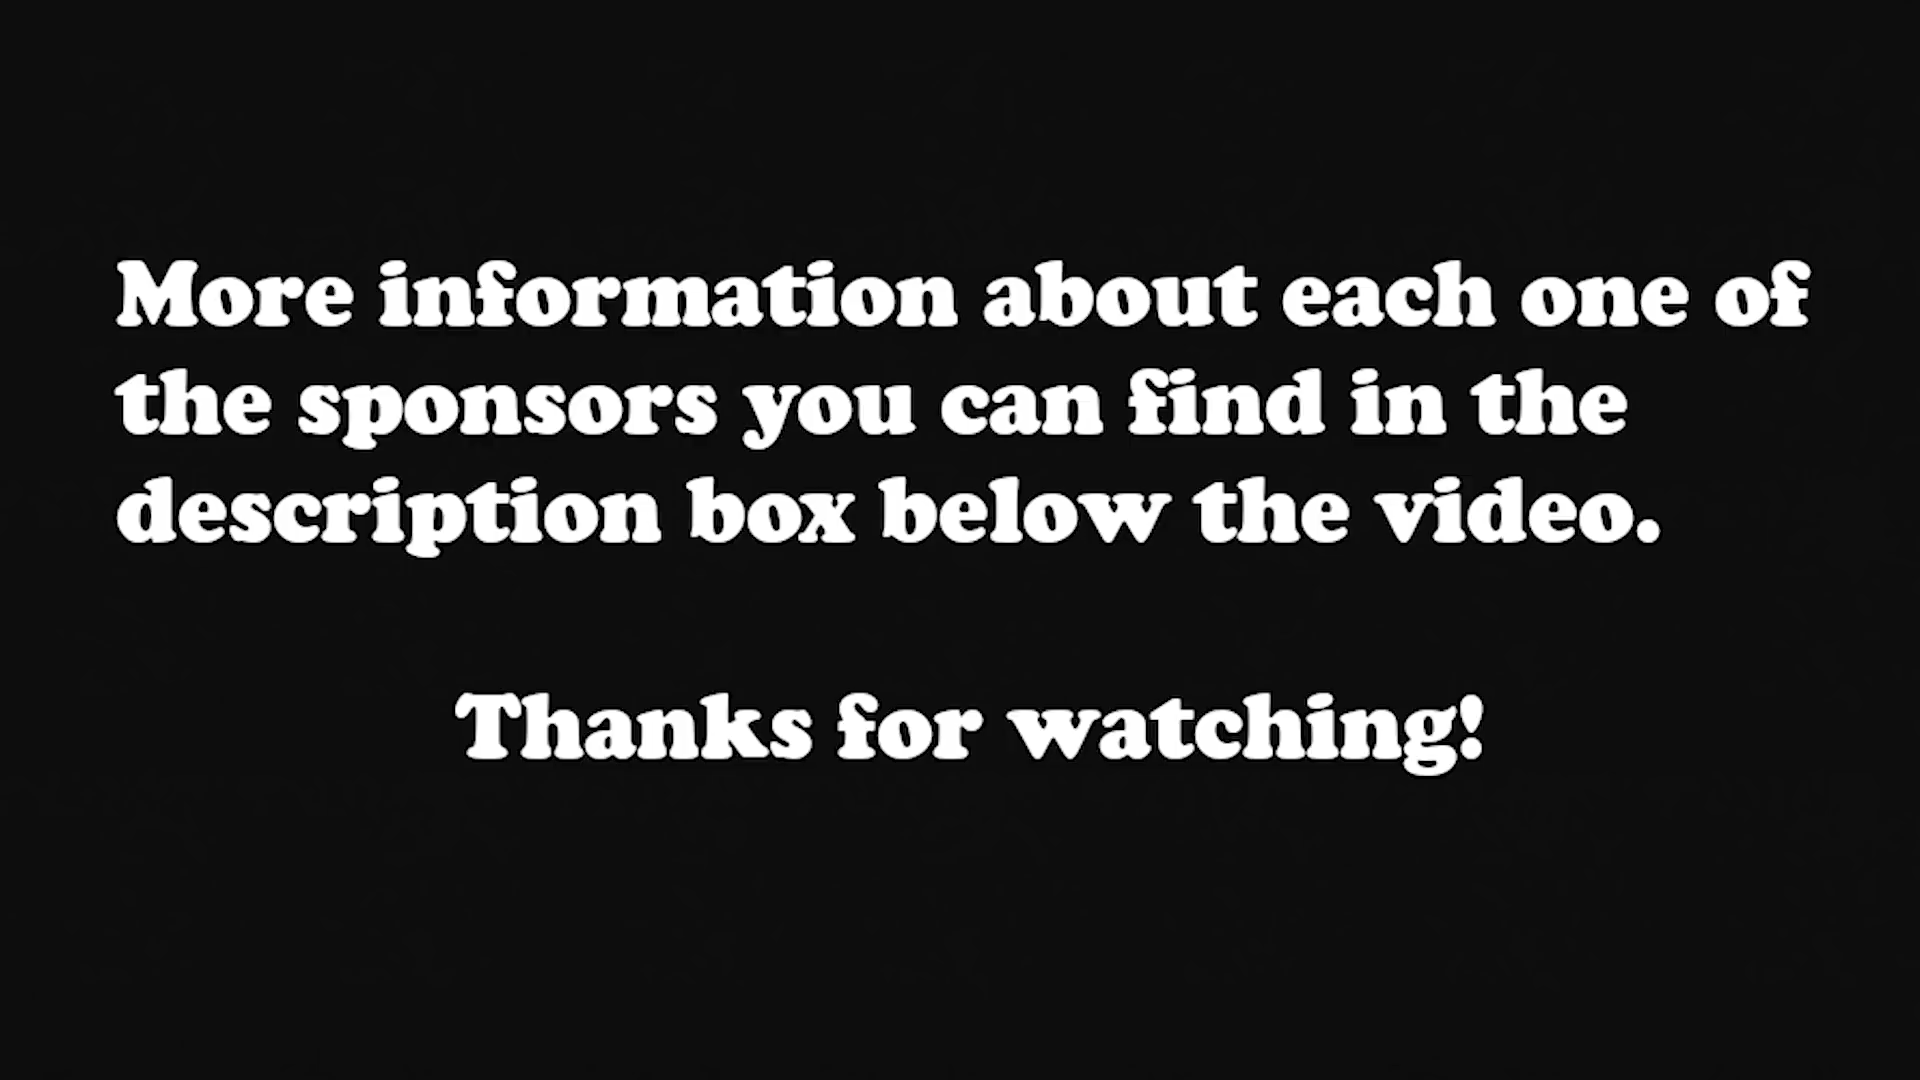 More information about each one of
the sponsors you can find in the
description box below the video.
Thanks for watching!